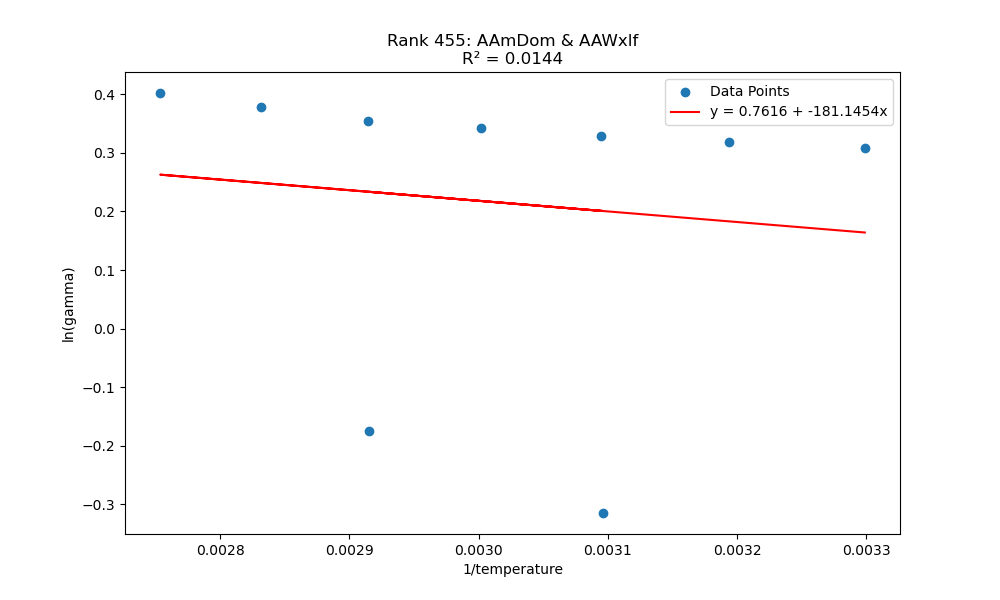 Rank 455: AAmDom & AAWxlf
R² = 0.0144
Data Points
y = 0.7616 + -181.1454x
ln(gamma)
0.4
0.3
0.2
0.1
0.0
−0.1
−0.2
−0.3
0.0028
0.0029
0.0030
0.0031
0.0032
0.0033
1/temperature